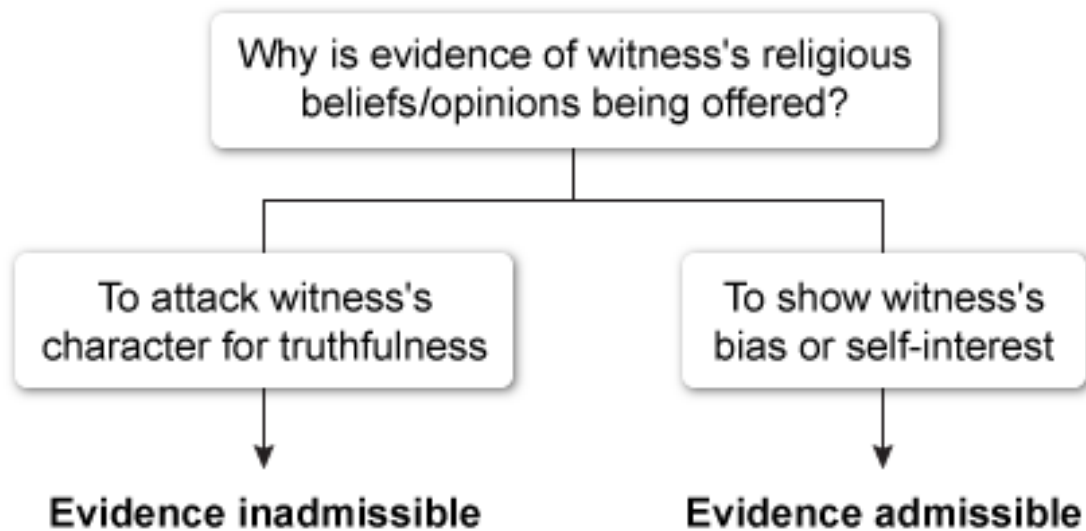 Why is evidence of witness's religious
beliefs/opinions being offered?
To attack witness's
character for truthfulness
To show witness's
bias or self-interest
Evidence inadmissible
Evidence admissible